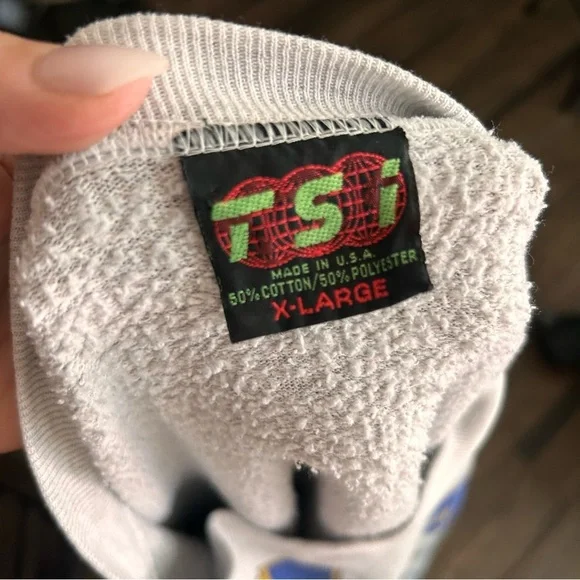 TSi
MADE IN U.S.A.
50% COTTON/50% POLYESTER
X-LARGE